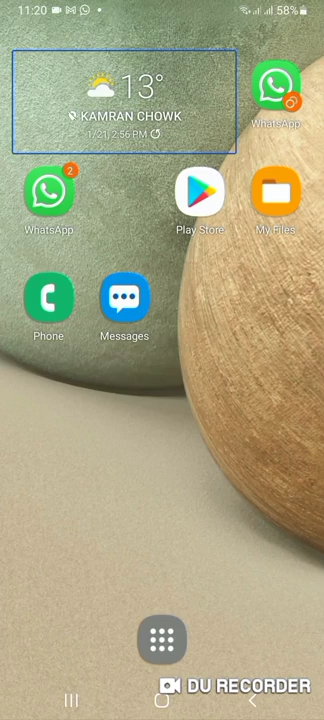 11:20
58%
13°
KAMRAN CHOWK
1/21, 2:56 PM
WhatsApp
2
WhatsApp
Play Store
My Files
Phone
Messages
DU RECORDER